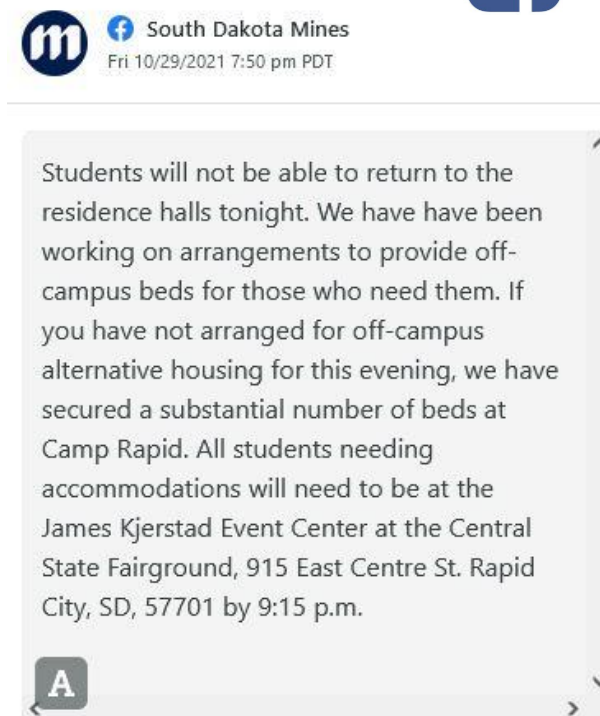 m
South Dakota Mines
Fri 10/29/2021 7:50 pm PDT
Students will not be able to return to the
residence halls tonight. We have have been
working on arrangements to provide off-
campus beds for those who need them. If
you have not arranged for off-campus
alternative housing for this evening, we have
secured a substantial number of beds at
Camp Rapid. All students needing
accommodations will need to be at the
James Kjerstad Event Center at the Central
State Fairground, 915 East Centre St. Rapid
City, SD, 57701 by 9:15 p.m.
A